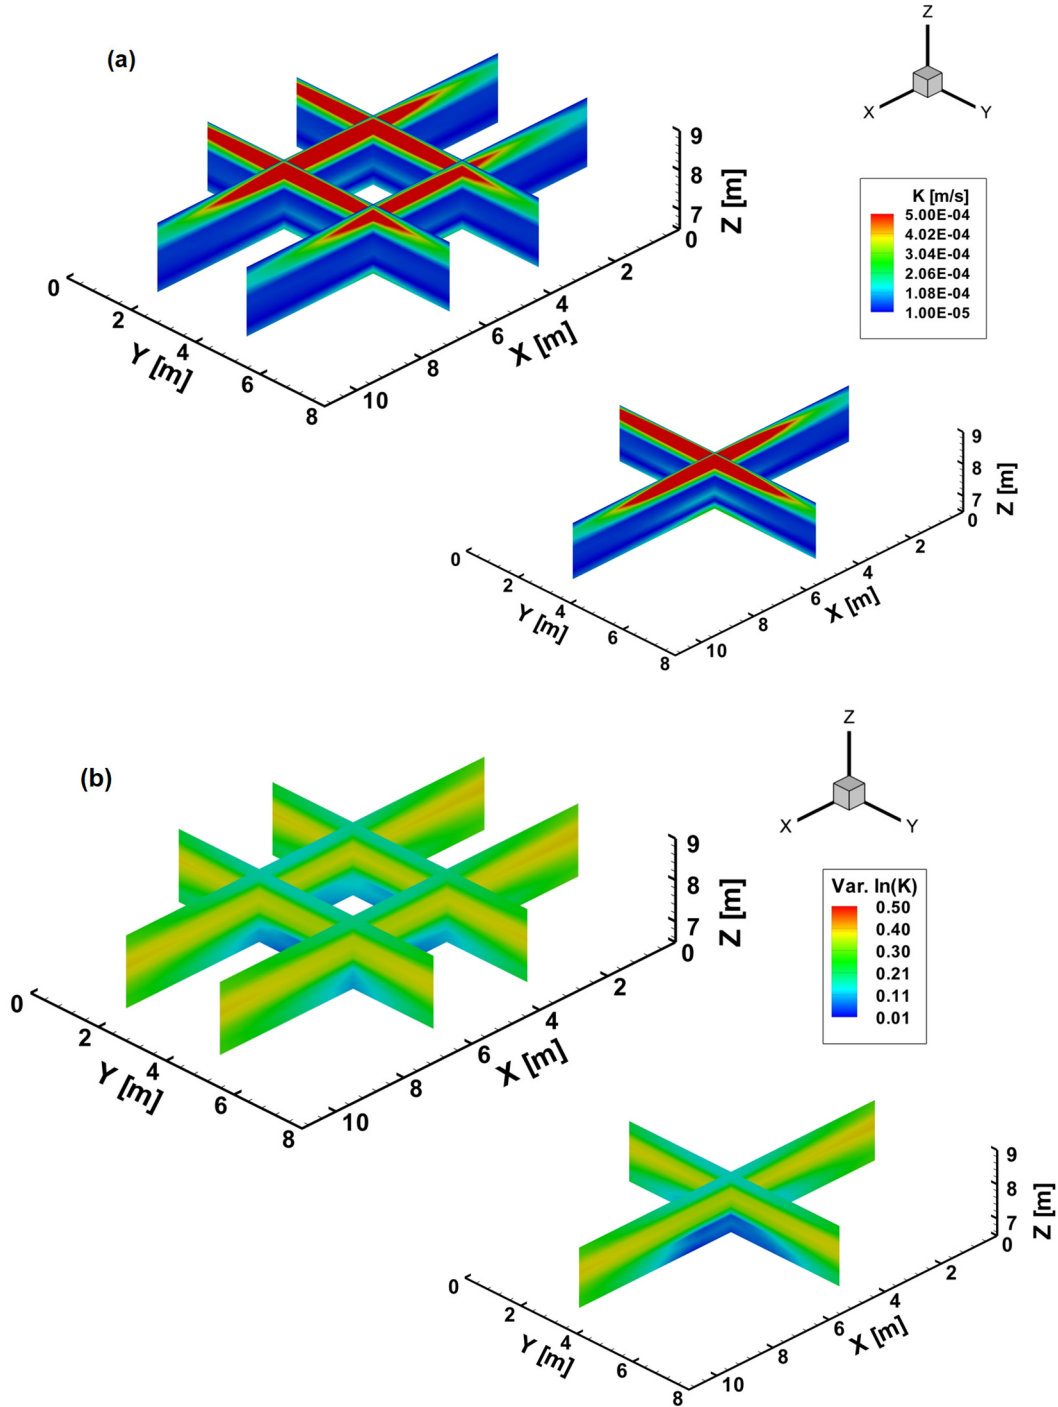 (a)
Z
X
Y
9
8
7
Z [m]
0
2
4
6
8
10
X [m]
0
2
4
6
8
Y [m]
K [m/s]
5.00E-04
4.02E-04
3.04E-04
2.06E-04
1.08E-04
1.00E-05
9
8
7
Z [m]
0
2
4
6
8
10
X [m]
0
2
4
6
8
Y [m]
(b)
Z
X
Y
9
8
7
Z [m]
0
2
4
6
8
10
X [m]
0
2
4
6
8
Y [m]
Var. ln(K)
0.50
0.40
0.30
0.21
0.11
0.01
9
8
7
Z [m]
0
2
4
6
8
10
X [m]
0
2
4
6
8
Y [m]